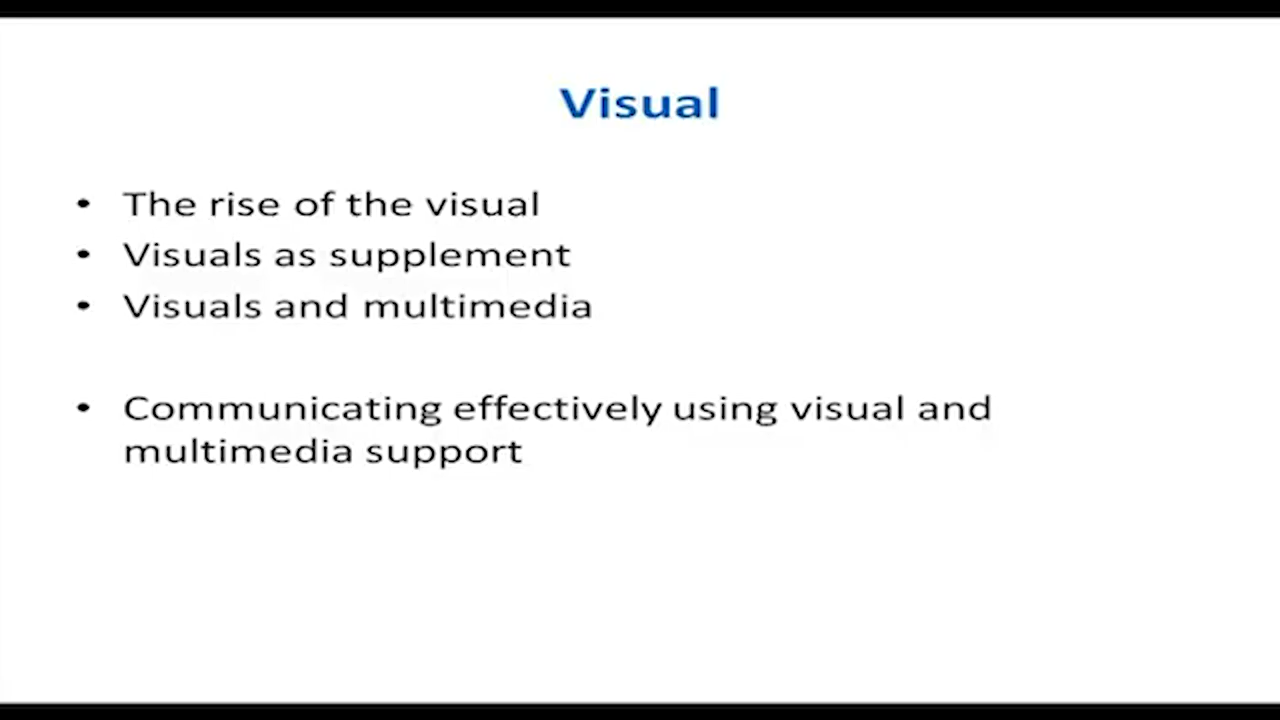 Visual
• The rise of the visual
• Visuals as supplement
• Visuals and multimedia
• Communicating effectively using visual and
multimedia support